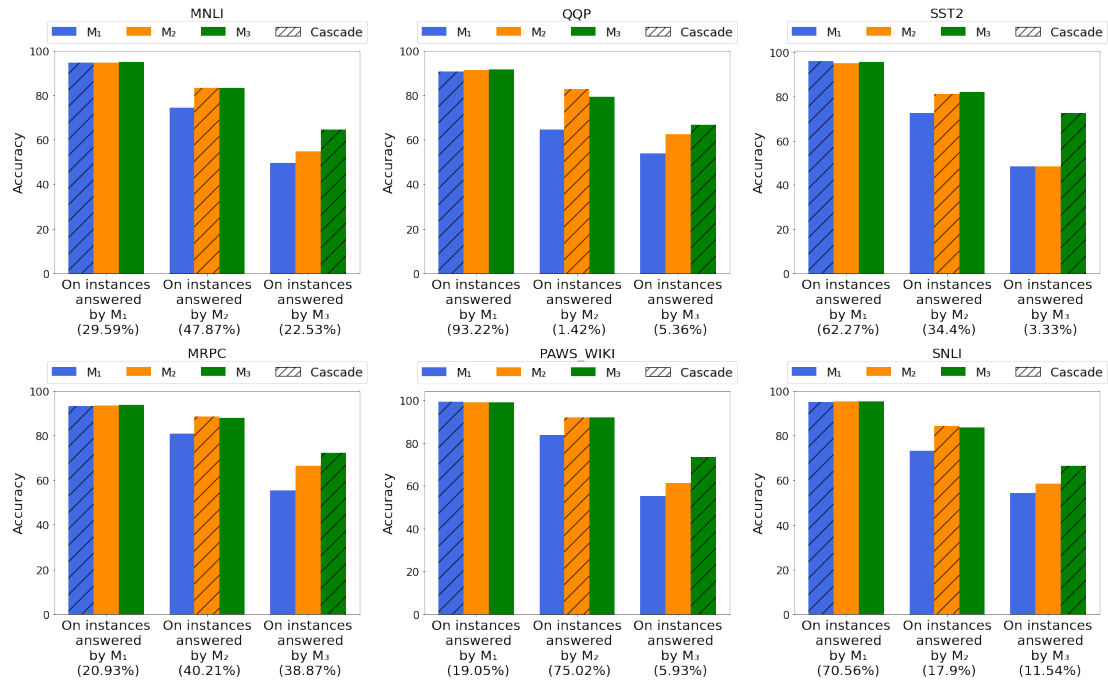 MNLI
M₁ M₂ M₃ Cascade
Accuracy
100
80
60
40
20
0
On instances answered by M₁ (29.59%)
On instances answered by M₂ (47.87%)
On instances answered by M₃ (22.53%)
QQP
M₁ M₂ M₃ Cascade
Accuracy
100
80
60
40
20
0
On instances answered by M₁ (93.22%)
On instances answered by M₂ (1.42%)
On instances answered by M₃ (5.36%)
SST2
M₁ M₂ M₃ Cascade
Accuracy
100
80
60
40
20
0
On instances answered by M₁ (62.27%)
On instances answered by M₂ (34.4%)
On instances answered by M₃ (3.33%)
MRPC
M₁ M₂ M₃ Cascade
Accuracy
100
80
60
40
20
0
On instances answered by M₁ (20.93%)
On instances answered by M₂ (40.21%)
On instances answered by M₃ (38.87%)
PAWS_WIKI
M₁ M₂ M₃ Cascade
Accuracy
100
80
60
40
20
0
On instances answered by M₁ (19.05%)
On instances answered by M₂ (75.02%)
On instances answered by M₃ (5.93%)
SNLI
M₁ M₂ M₃ Cascade
Accuracy
100
80
60
40
20
0
On instances answered by M₁ (70.56%)
On instances answered by M₂ (17.9%)
On instances answered by M₃ (11.54%)